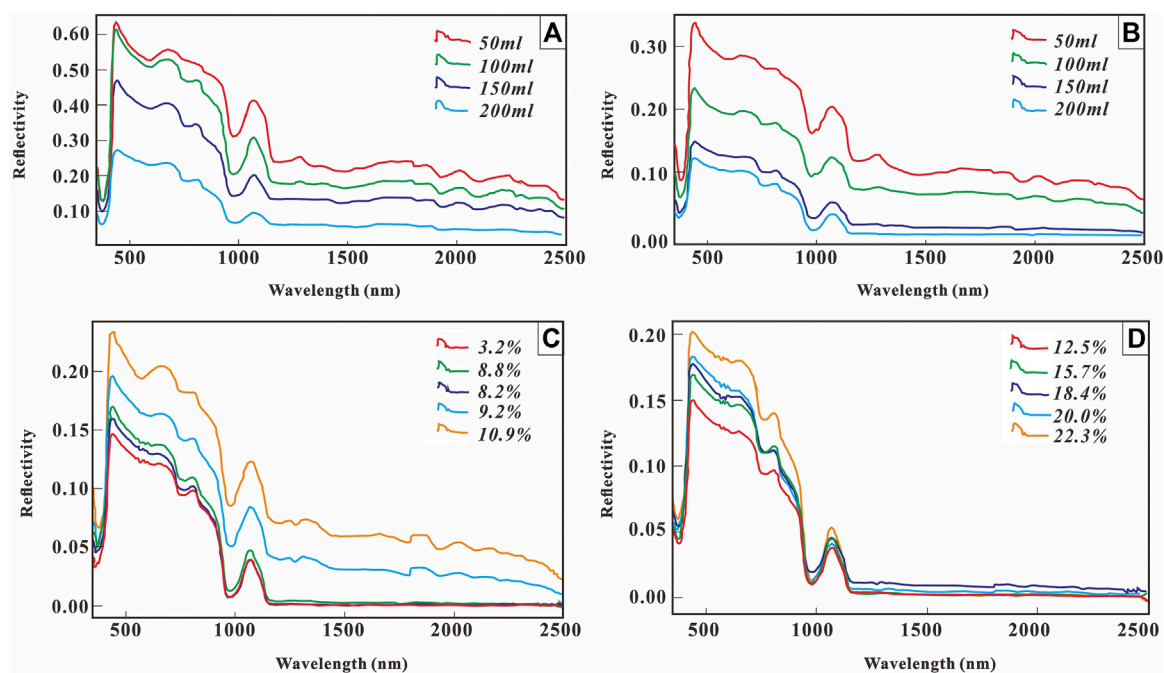 A
0.60
0.50
0.40
0.30
0.20
0.10
Reflectivity
50ml
100ml
150ml
200ml
500
1000
1500
2000
2500
Wavelength (nm)
B
0.30
0.20
0.10
0.00
Reflectivity
50ml
100ml
150ml
200ml
500
1000
1500
2000
2500
Wavelength (nm)
C
0.20
0.15
0.10
0.05
0.00
Reflectivity
3.2%
8.8%
8.2%
9.2%
10.9%
500
1000
1500
2000
2500
Wavelength (nm)
D
0.20
0.15
0.10
0.05
0.00
Reflectivity
12.5%
15.7%
18.4%
20.0%
22.3%
500
1000
1500
2000
2500
Wavelength (nm)